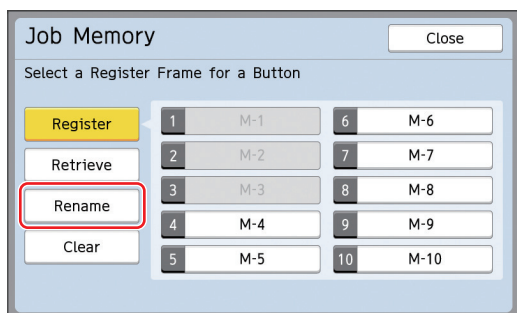 Job Memory
Close
Select a Register Frame for a Button
Register
Retrieve
Rename
Clear
1 M-1
2 M-2
3 M-3
4 M-4
5 M-5
6 M-6
7 M-7
8 M-8
9 M-9
10 M-10